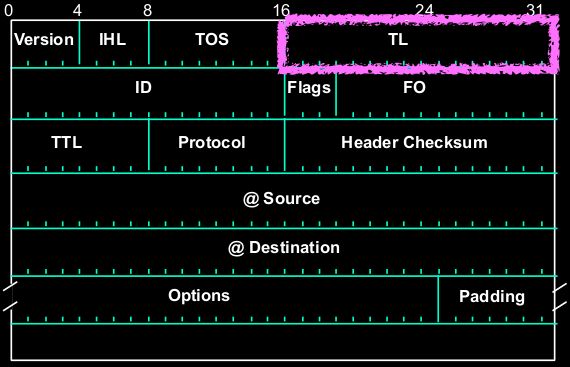 0 4 8 16 24 31
Version IHL TOS TL
ID Flags FO
TTL Protocol Header Checksum
@ Source
@ Destination
Options Padding